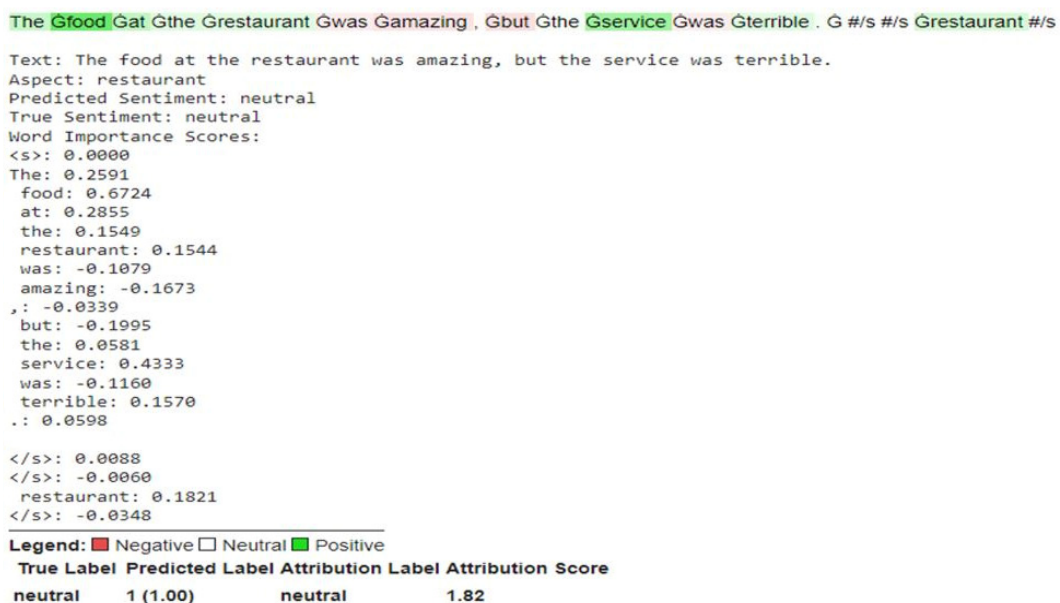 The Ġfood Ġat Ġthe Ġrestaurant Ġwas Ġamazing , Ġbut Ġthe Ġservice Ġwas Ġterrible . Ġ #/s #/s Ġrestaurant #/s
Text: The food at the restaurant was amazing, but the service was terrible.
Aspect: restaurant
Predicted Sentiment: neutral
True Sentiment: neutral
Word Importance Scores:
<s>: 0.0000
The: 0.2591
food: 0.6724
at: 0.2855
the: 0.1549
restaurant: 0.1544
was: -0.1079
amazing: -0.1673
,: -0.0339
but: -0.1995
the: 0.0581
service: 0.4333
was: -0.1160
terrible: 0.1570
.: 0.0598
</s>: 0.0088
</s>: -0.0060
restaurant: 0.1821
</s>: -0.0348
Legend: Negative Neutral Positive
True Label Predicted Label Attribution Label Attribution Score
neutral 1 (1.00) neutral 1.82